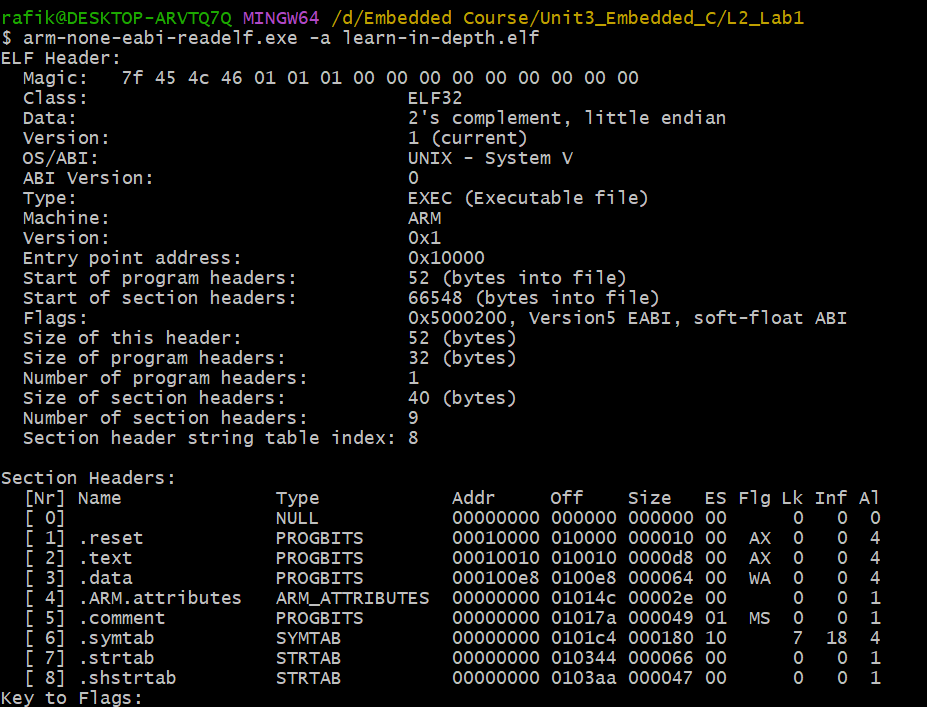 rafik@DESKTOP-ARVTQ7Q MINGW64 /d/Embedded Course/Unit3_Embedded_C/L2_Lab1
$ arm-none-eabi-readelf.exe -a learn-in-depth.elf
ELF Header:
  Magic:   7f 45 4c 46 01 01 01 00 00 00 00 00 00 00 00 00
  Class:                             ELF32
  Data:                              2's complement, little endian
  Version:                           1 (current)
  OS/ABI:                            UNIX - System V
  ABI Version:                       0
  Type:                              EXEC (Executable file)
  Machine:                           ARM
  Version:                           0x1
  Entry point address:               0x10000
  Start of program headers:          52 (bytes into file)
  Start of section headers:          66548 (bytes into file)
  Flags:                             0x5000200, Version5 EABI, soft-float ABI
  Size of this header:               52 (bytes)
  Size of program headers:           32 (bytes)
  Number of program headers:         1
  Size of section headers:           40 (bytes)
  Number of section headers:         9
  Section header string table index: 8

Section Headers:
  [Nr] Name              Type            Addr     Off    Size   ES Flg Lk Inf Al
  [ 0]                   NULL            00000000 000000 000000 00      0   0  0
  [ 1] .reset            PROGBITS        00010000 010000 000010 00  AX  0   0  4
  [ 2] .text             PROGBITS        00010010 010010 0000d8 00  AX  0   0  4
  [ 3] .data             PROGBITS        000100e8 0100e8 000064 00  WA  0   0  4
  [ 4] .ARM.attributes   ARM_ATTRIBUTES  00000000 01014c 00002e 00      0   0  1
  [ 5] .comment          PROGBITS        00000000 01017a 000049 01  MS  0   0  1
  [ 6] .symtab           SYMTAB          00000000 0101c4 000180 10      7  18  4
  [ 7] .strtab           STRTAB          00000000 010344 000066 00      0   0  1
  [ 8] .shstrtab         STRTAB          00000000 0103aa 000047 00      0   0  1
Key to Flags: